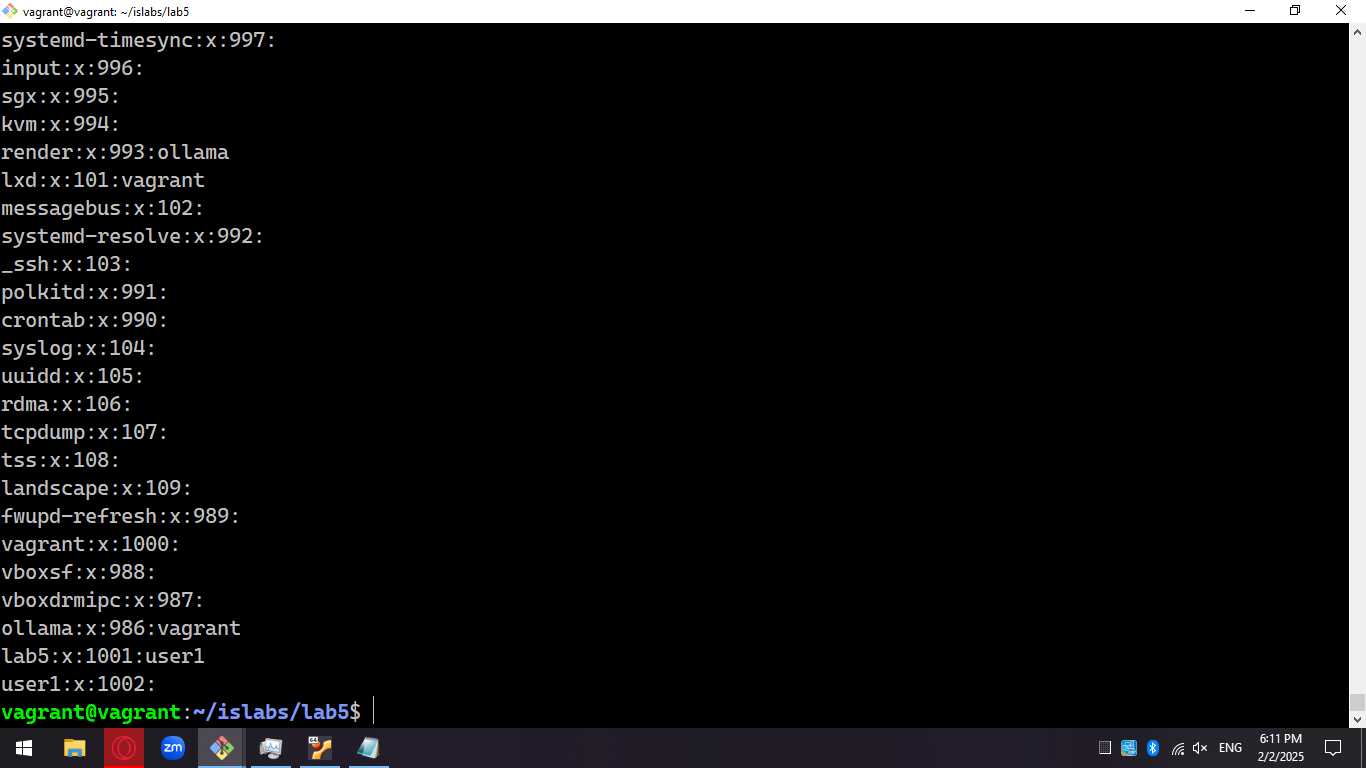 vagrant@vagrant: ~/islabs/lab5
systemd-timesync:x:997:
input:x:996:
sgx:x:995:
kvm:x:994:
render:x:993:ollama
lxd:x:101:vagrant
messagebus:x:102:
systemd-resolve:x:992:
_ssh:x:103:
polkitd:x:991:
crontab:x:990:
syslog:x:104:
uuidd:x:105:
rdma:x:106:
tcpdump:x:107:
tss:x:108:
landscape:x:109:
fwupd-refresh:x:989:
vagrant:x:1000:
vboxsf:x:988:
vboxdrmipc:x:987:
ollama:x:986:vagrant
lab5:x:1001:user1
user1:x:1002:
vagrant@vagrant:~/islabs/lab5$
zm
64
ENG
6:11 PM
2/2/2025